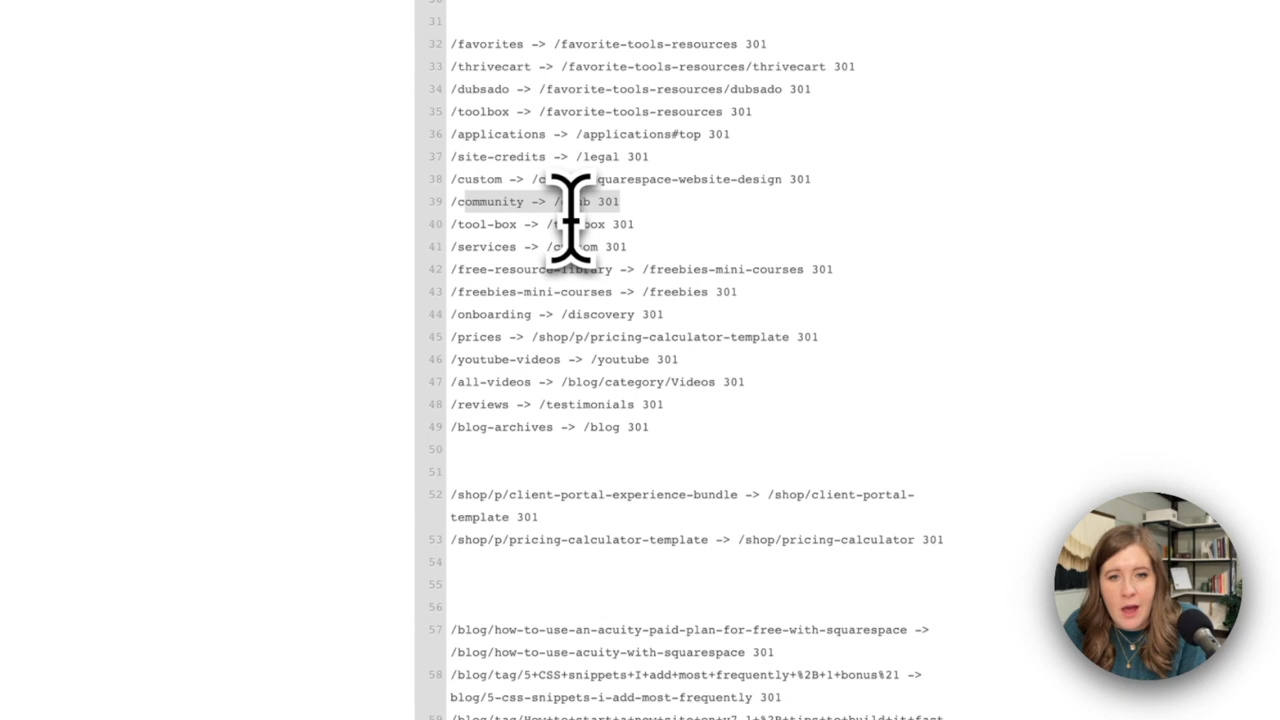 31
32 /favorites -> /favorite-tools-resources 301
33 /thrivecart -> /favorite-tools-resources/thrivecart 301
34 /dubsado -> /favorite-tools-resources/dubsado 301
35 /toolbox -> /favorite-tools-resources 301
36 /applications -> /applications#top 301
37 /site-credits -> /legal 301
38 /custom -> 301
39 /community -> 301
40 /tool-box -> 301
41 /services -> 301
42 /free-resource-library -> /freebies-mini-courses 301
43 /freebies-mini-courses -> /freebies 301
44 /onboarding -> /discovery 301
45 /prices -> /shop/p/pricing-calculator-template 301
46 /youtube-videos -> /youtube 301
47 /all-videos -> /blog/category/Videos 301
48 /reviews -> /testimonials 301
49 /blog-archives -> /blog 301
50
51
52 /shop/p/client-portal-experience-bundle -> /shop/client-portal-
template 301
53 /shop/p/pricing-calculator-template -> /shop/pricing-calculator 301
54
55
56
57 /blog/how-to-use-an-acuity-paid-plan-for-free-with-squarespace ->
/blog/how-to-use-acuity-with-squarespace 301
58 /blog/tag/5+CSS+snippets+I+add+most+frequently+%2B+1+bonus%21 ->
blog/5-css-snippets-i-add-most-frequently 301